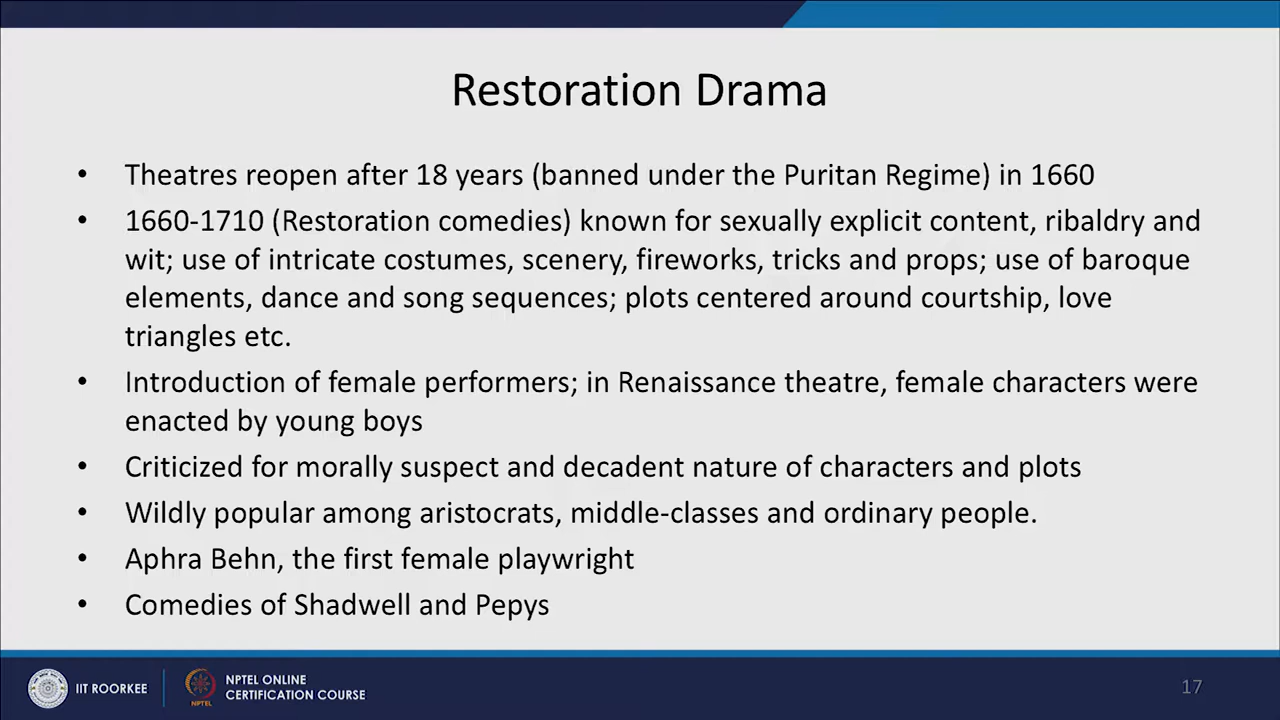 Restoration Drama
• Theatres reopen after 18 years (banned under the Puritan Regime) in 1660
• 1660-1710 (Restoration comedies) known for sexually explicit content, ribaldry and
wit; use of intricate costumes, scenery, fireworks, tricks and props; use of baroque
elements, dance and song sequences; plots centered around courtship, love
triangles etc.
• Introduction of female performers; in Renaissance theatre, female characters were
enacted by young boys
• Criticized for morally suspect and decadent nature of characters and plots
• Wildly popular among aristocrats, middle-classes and ordinary people.
• Aphra Behn, the first female playwright
• Comedies of Shadwell and Pepys
IIT ROORKEE
NPTEL
NPTEL ONLINE
CERTIFICATION COURSE
17